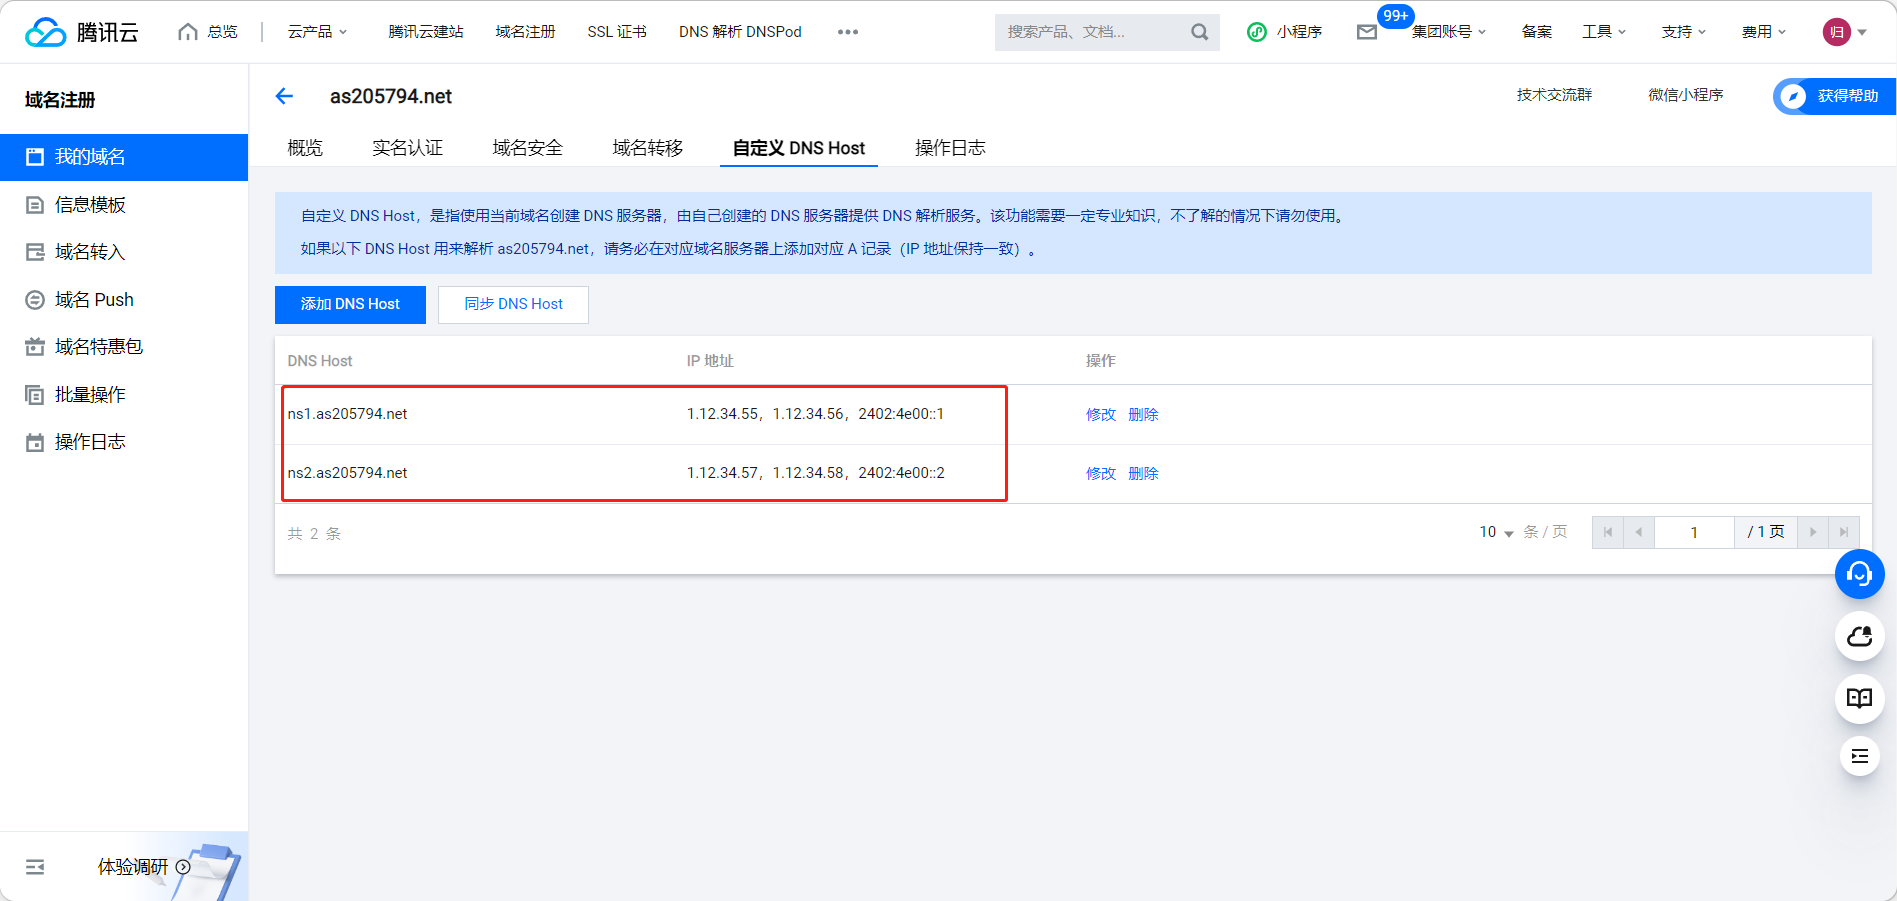 腾讯云 总览 云产品 腾讯云建站 域名注册 SSL 证书 DNS 解析 DNSPod ••• 搜索产品、文档... 小程序 99+ 集团账号 备案 工具 支持 费用 归
域名注册
as205794.net 技术交流群 微信小程序 获得帮助
概览 实名认证 域名安全 域名转移 自定义 DNS Host 操作日志
我的域名
信息模板
域名转入
域名 Push
域名特惠包
批量操作
操作日志
自定义 DNS Host，是指使用当前域名创建 DNS 服务器，由自己创建的 DNS 服务器提供 DNS 解析服务。该功能需要一定专业知识，不了解的情况下请勿使用。
如果以下 DNS Host 用来解析 as205794.net，请务必在对应域名服务器上添加对应 A 记录（IP 地址保持一致）。
添加 DNS Host 同步 DNS Host
DNS Host IP 地址 操作
ns1.as205794.net 1.12.34.55，1.12.34.56，2402:4e00::1 修改 删除
ns2.as205794.net 1.12.34.57，1.12.34.58，2402:4e00::2 修改 删除
共 2 条 10 条 / 页 1 / 1 页
体验调研